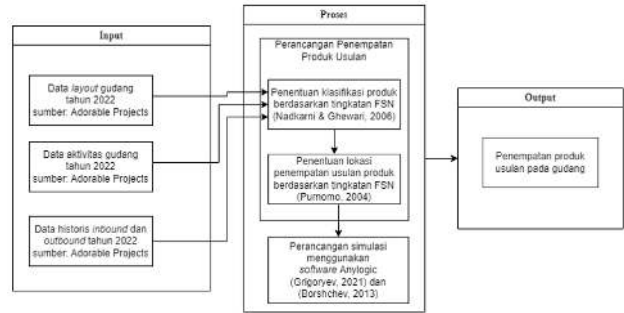 Input
Data layout gudang
tahun 2022
sumber: Adorable Projects
Data aktivitas gudang
tahun 2022
sumber: Adorable Projects
Data historis inbound dan
outbound tahun 2022
sumber: Adorable Projects
Proses
Perancangan Penempatan
Produk Usulan
Penentuan klasifikasi produk
berdasarkan tingkatan FSN
(Nadkarni & Ghewari, 2006)
Penentuan lokasi
penempatan usulan produk
berdasarkan tingkatan FSN
(Purnomo, 2004)
Perancangan simulasi
menggunakan
software Anylogic
(Grigoryev, 2021) dan
(Borshchev, 2013)
Output
Penempatan produk
usulan pada gudang